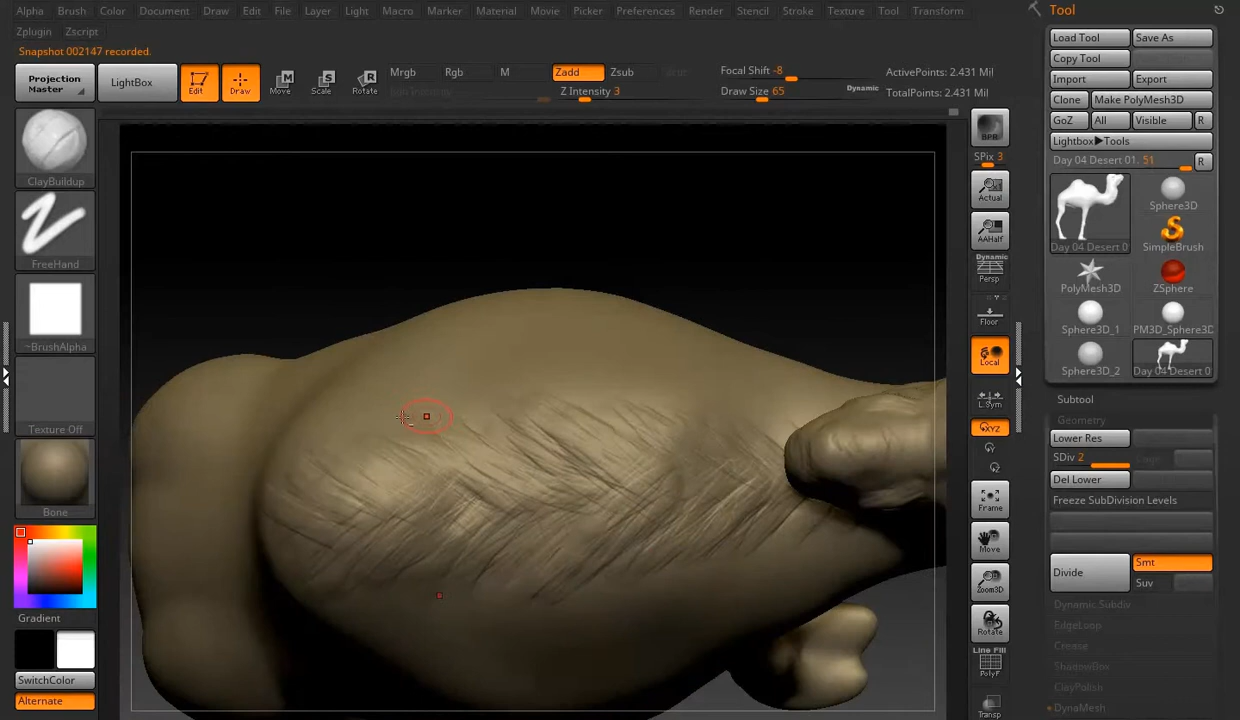 Alpha Brush Color Document Draw Edit File Layer Light Macro Marker Material Movie Picker Preferences Render Stencil Stroke Texture Tool Transform
Zplugin Zscript
Snapshot 002147 recorded.
Projection Master
LightBox
Edit
Draw
Move
Scale
Rotate
Mrgb Rgb M
Zadd Zsub
Z Intensity 3
Focal Shift -8
Draw Size 65
Dynamic
ActivePoints: 2.431 Mil
TotalPoints: 2.431 Mil
ClayBuildup
FreeHand
~BrushAlpha
Texture Off
Bone
Gradient
SwitchColor
Alternate
BPR
SPix 3
Actual
AAHalf
Dynamic
Persp
Floor
Local
L.Sym
XYZ
Frame
Move
Zoom3D
Rotate
Line Fill
PolyF
Transp
Tool
Load Tool Save As
Copy Tool
Import Export
Clone Make PolyMesh3D
GoZ All Visible R
Lightbox▶Tools
Day 04 Desert 01. 51 R
Day 04 Desert 0
Sphere3D
SimpleBrush
PolyMesh3D ZSphere
Sphere3D_1 PM3D_Sphere3D
Sphere3D_2 Day 04 Desert 0
Subtool
Geometry
Lower Res
SDiv 2
Del Lower
Freeze SubDivision Levels
Divide
Smt
Suv
Dynamic Subdiv
EdgeLoop
Crease
ShadowBox
ClayPolish
DynaMesh